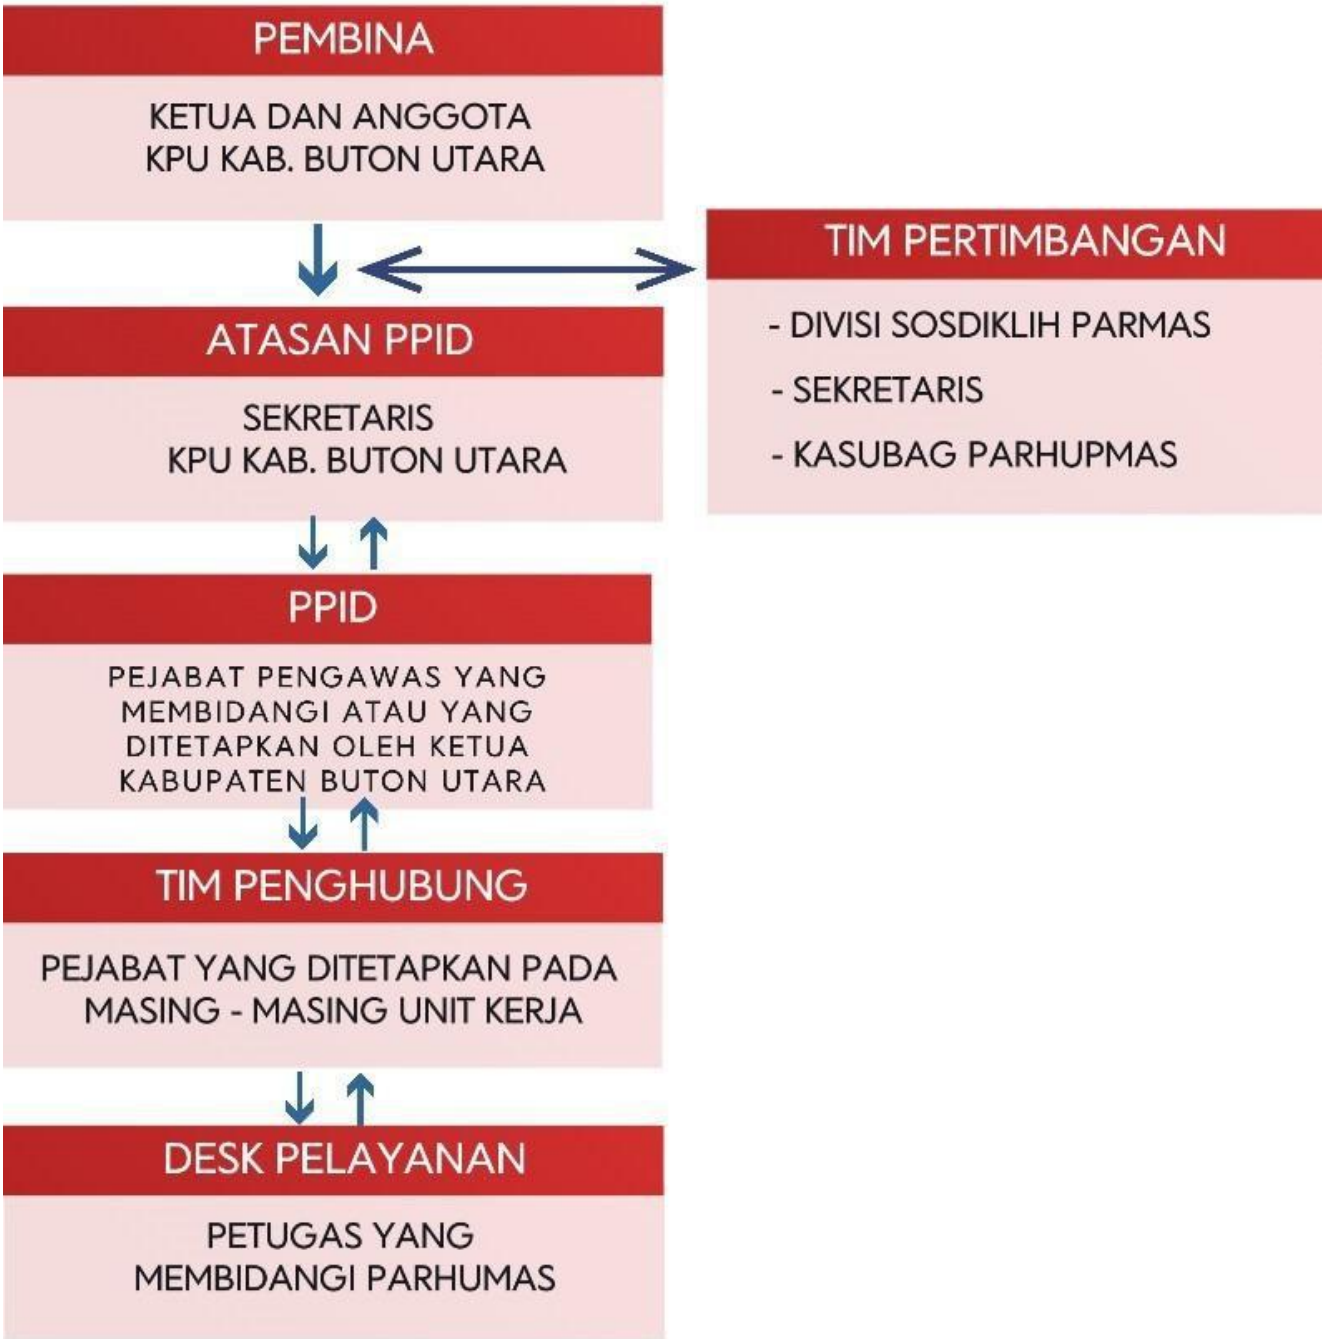 PEMBINA
KETUA DAN ANGGOTA
KPU KAB. BUTON UTARA
TIM PERTIMBANGAN
- DIVISI SOSDIKLIH PARMAS
- SEKRETARIS
- KASUBAG PARHUPMAS
ATASAN PPID
SEKRETARIS
KPU KAB. BUTON UTARA
PPID
PEJABAT PENGAWAS YANG
MEMBIDANGI ATAU YANG
DITETAPKAN OLEH KETUA
KABUPATEN BUTON UTARA
TIM PENGHUBUNG
PEJABAT YANG DITETAPKAN PADA
MASING - MASING UNIT KERJA
DESK PELAYANAN
PETUGAS YANG
MEMBIDANGI PARHUMAS